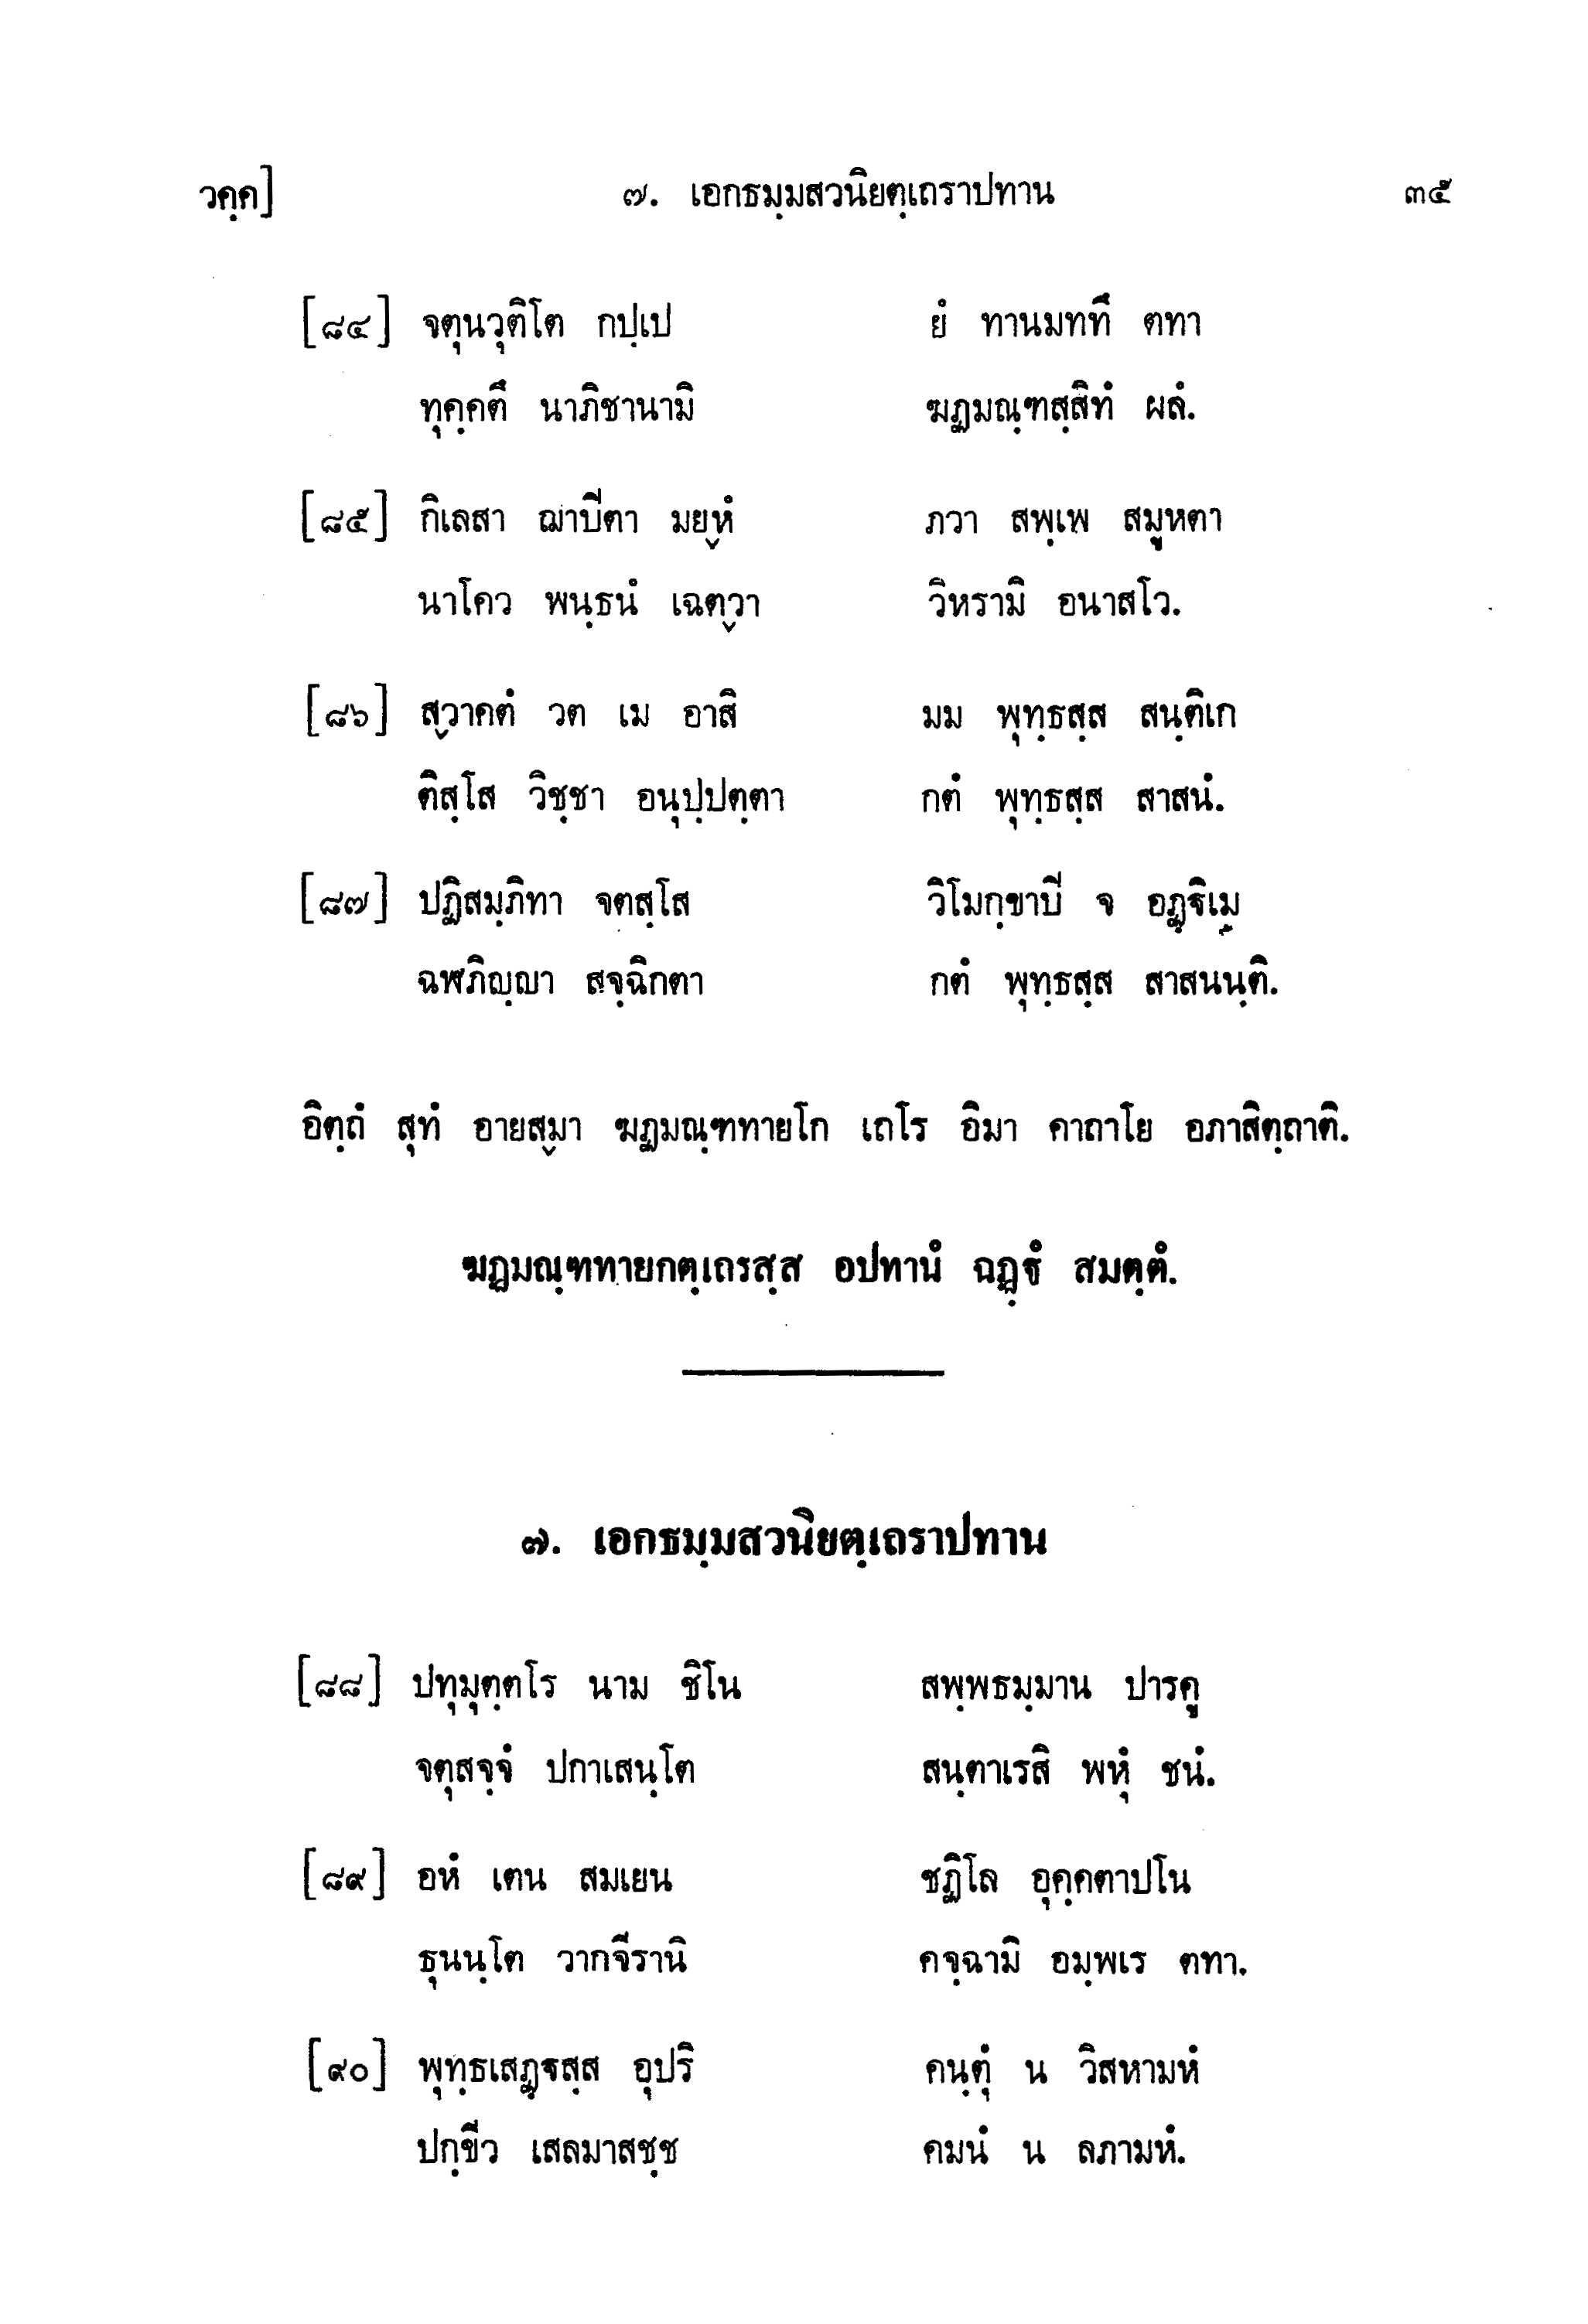 วคฺค] ๗. เอกธมฺมสวนิยตฺเถราปทาน ๓๕
[๘๔] จตุนวุติโต กปฺเป ยํ ทานมททึ ตทา
ทุคฺคตึ นาภิชานามิ ฆฏมณฺฑสฺสิทํ ผลํ.
[๘๕] กิเลสา ฌาปิตา มยฺหํ ภวา สพฺเพ สมูหตา
นาโคว พนฺธนํ เฉตฺวา วิหรามิ อนาสโว.
[๘๖] สฺวาคตํ วต เม อาสิ มม พุทฺธสฺส สนฺติเก
ติสฺโส วิชฺชา อนุปฺปตฺตา กตํ พุทฺธสฺส สาสนํ.
[๘๗] ปฏิสมฺภิทา จตสฺโส วิโมกฺขาปิ จ อฏฺฐิเม
ฉฬภิญฺญา สจฺฉิกตา กตํ พุทฺธสฺส สาสนนฺติ.
อิตฺถํ สุทํ อายสฺมา ฆฏมณฺฑทายโก เถโร อิมา คาถาโย อภาสิตฺถาติ.
ฆฏมณฺฑทายกตฺเถรสฺส อปทานํ ฉฏฺฐํ สมตฺตํ.
๗. เอกธมฺมสวนิยตฺเถราปทาน
[๘๘] ปทุมุตฺตโร นาม ชิโน สพฺพธมฺมาน ปารคู
จตุสจฺจํ ปกาเสนฺโต สนฺตาเรสิ พหุํ ชนํ.
[๘๙] อหํ เตน สมเยน ชฏิโล อุคฺคตาปโน
ธุนนฺโต วากจีรานิ คจฺฉามิ อมฺพเร ตทา.
[๙๐] พุทฺธเสฏฺฐสฺส อุปริ คนฺตุํ น วิสหามหํ
ปกฺขีว เสลมาสชฺช คมนํ น ลภามหํ.